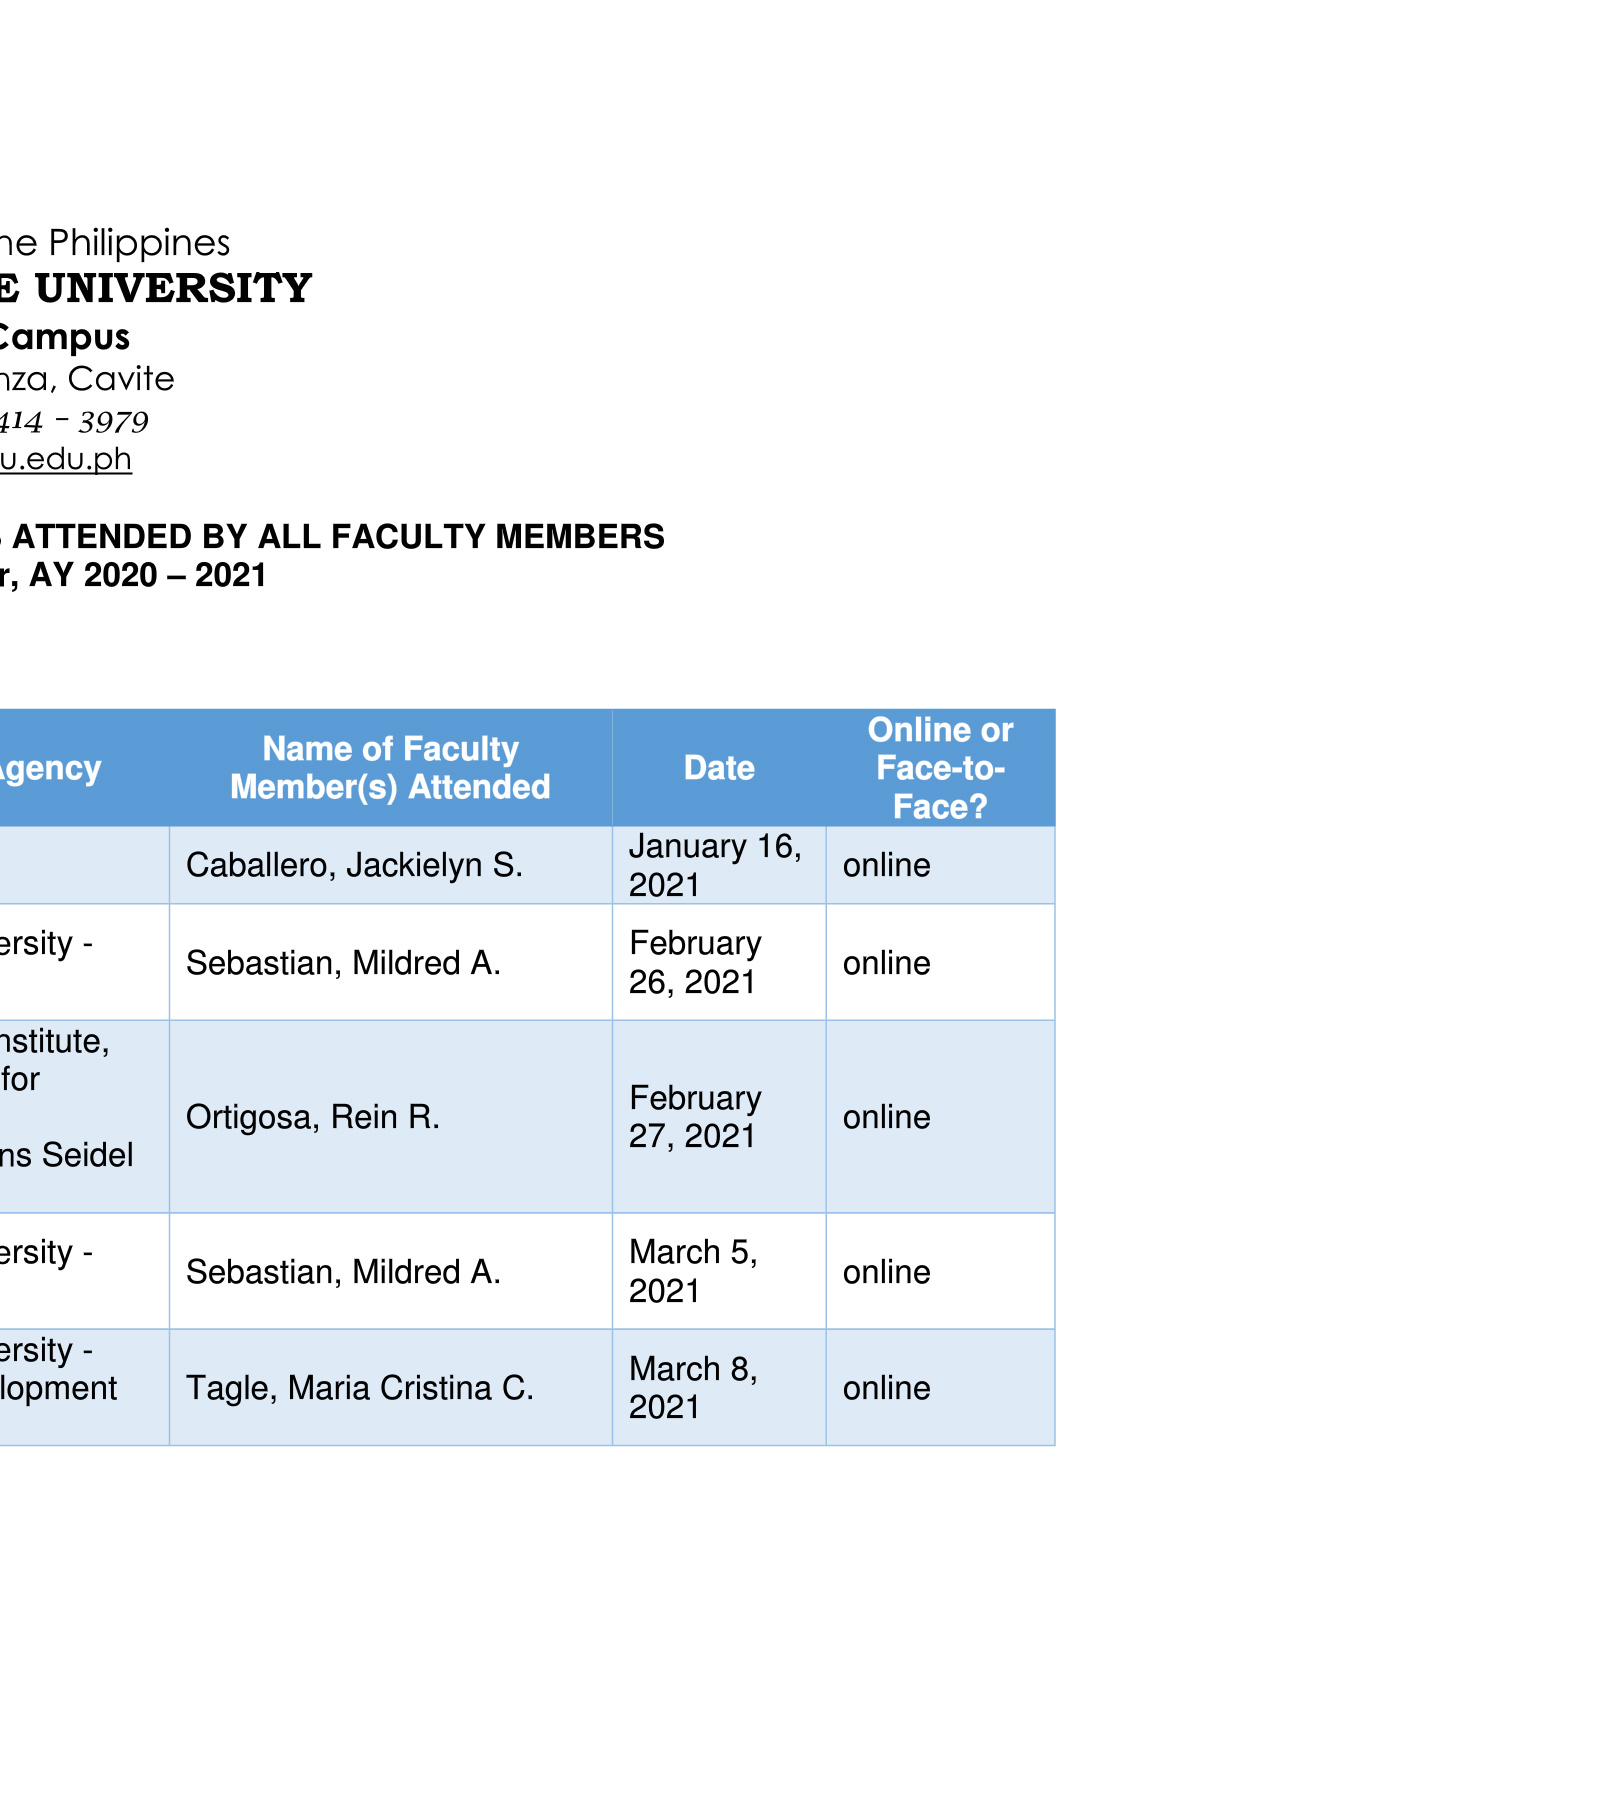 ne Philippines
E UNIVERSITY
Campus
nza, Cavite
414 – 3979
u.edu.ph
ATTENDED BY ALL FACULTY MEMBERS
r, AY 2020 – 2021
Agency
Name of Faculty
Member(s) Attended
Date
Online or
Face-to-
Face?
Caballero, Jackielyn S.
January 16,
2021
online
ersity -
Sebastian, Mildred A.
February
26, 2021
online
nstitute,
for
ns Seidel
Ortigosa, Rein R.
February
27, 2021
online
ersity -
Sebastian, Mildred A.
March 5,
2021
online
ersity -
lopment
Tagle, Maria Cristina C.
March 8,
2021
online